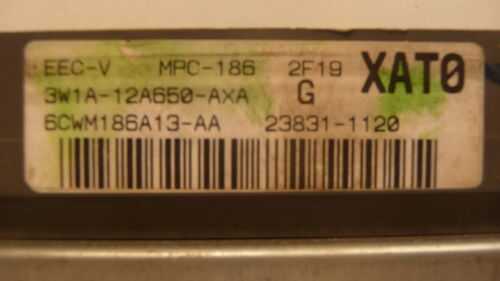 EEC-V MPC-186 2F19 XAT0
3W1A-12A650-AXA G
6CWM186A13-AA 23831-1120